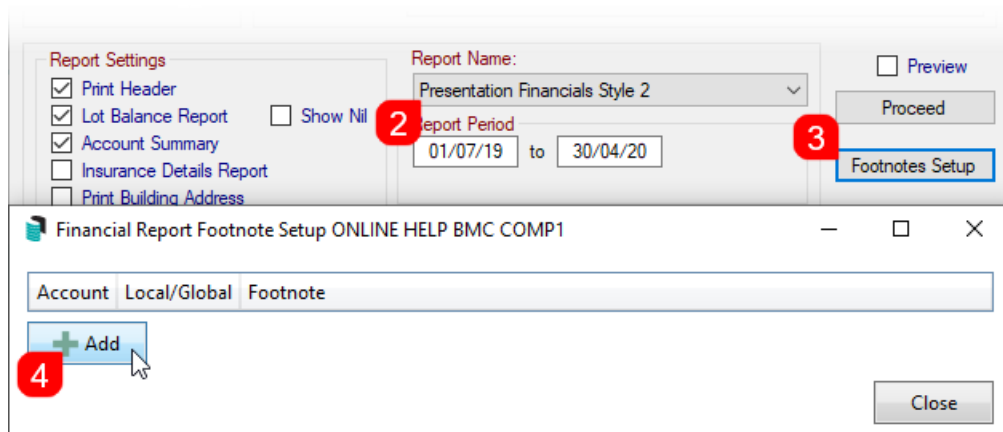 Report Settings
Print Header
Lot Balance Report Show Nil
Account Summary
Insurance Details Report
Print Building Address
Report Name:
Presentation Financials Style 2
2
Report Period
01/07/19 to 30/04/20
Preview
Proceed
3
Footnotes Setup
Financial Report Footnote Setup ONLINE HELP BMC COMP1
Account Local/Global Footnote
Add
4
Close